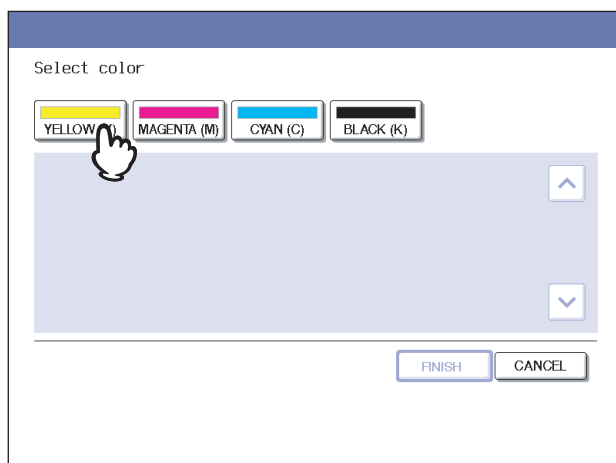 Select color
YELLOW (Y) MAGENTA (M) CYAN (C) BLACK (K)
FINISH CANCEL